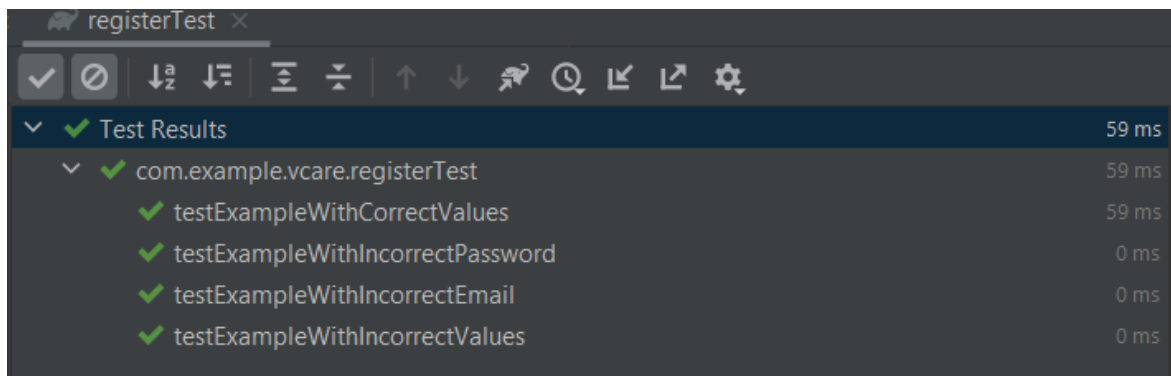 registerTest
Test Results 59 ms
com.example.vcare.registerTest 59 ms
testExampleWithCorrectValues 59 ms
testExampleWithIncorrectPassword 0 ms
testExampleWithIncorrectEmail 0 ms
testExampleWithIncorrectValues 0 ms